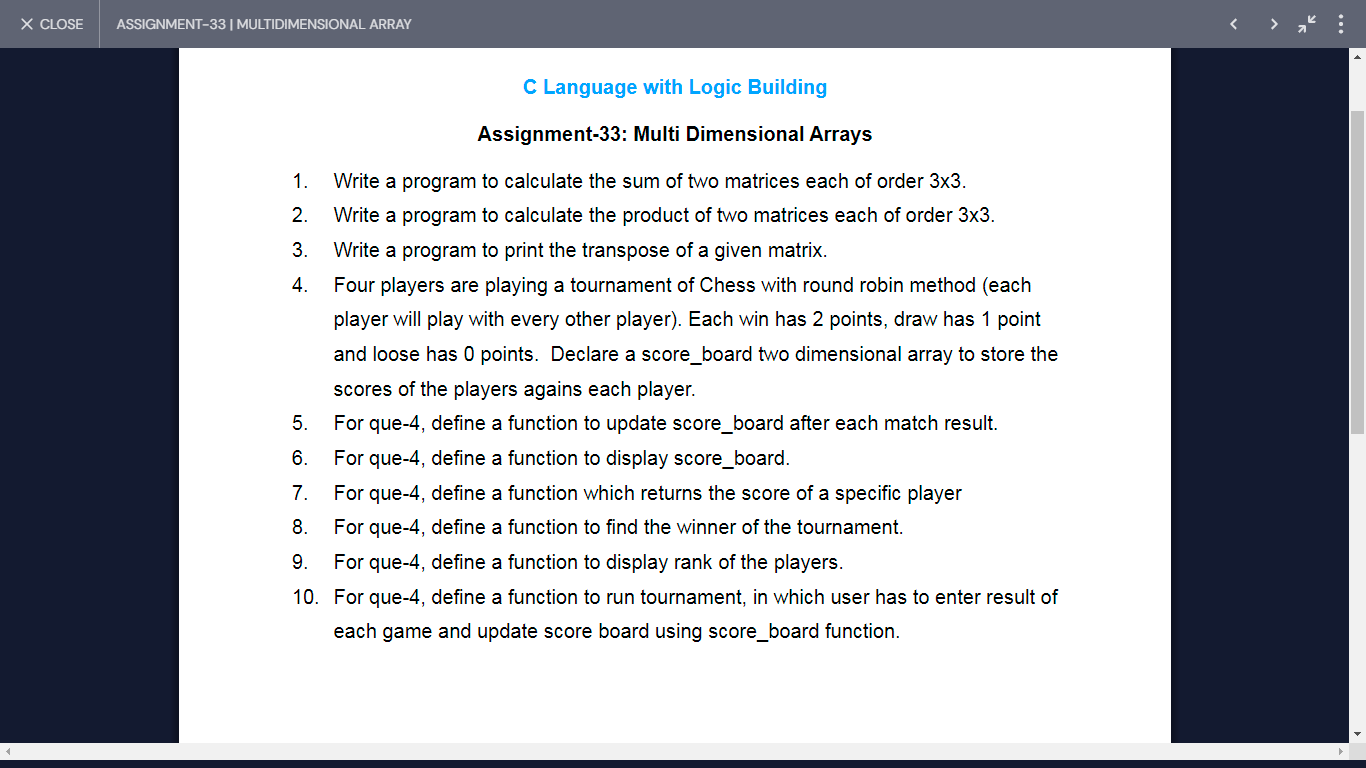 CLOSE
ASSIGNMENT-33 | MULTIDIMENSIONAL ARRAY
C Language with Logic Building
Assignment-33: Multi Dimensional Arrays
1. Write a program to calculate the sum of two matrices each of order 3x3.
2. Write a program to calculate the product of two matrices each of order 3x3.
3. Write a program to print the transpose of a given matrix.
4. Four players are playing a tournament of Chess with round robin method (each
player will play with every other player). Each win has 2 points, draw has 1 point
and loose has 0 points.  Declare a score_board two dimensional array to store the
scores of the players agains each player.
5. For que-4, define a function to update score_board after each match result.
6. For que-4, define a function to display score_board.
7. For que-4, define a function which returns the score of a specific player
8. For que-4, define a function to find the winner of the tournament.
9. For que-4, define a function to display rank of the players.
10. For que-4, define a function to run tournament, in which user has to enter result of
each game and update score board using score_board function.